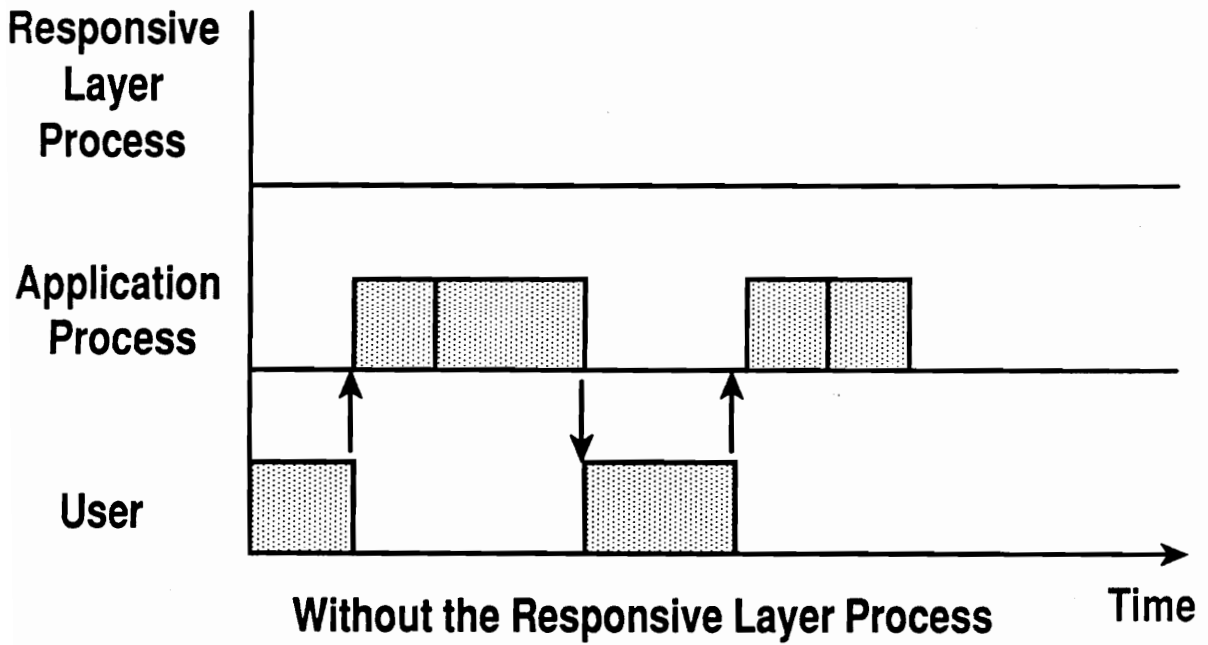 Responsive
Layer
Process
Application
Process
User
Time
Without the Responsive Layer Process